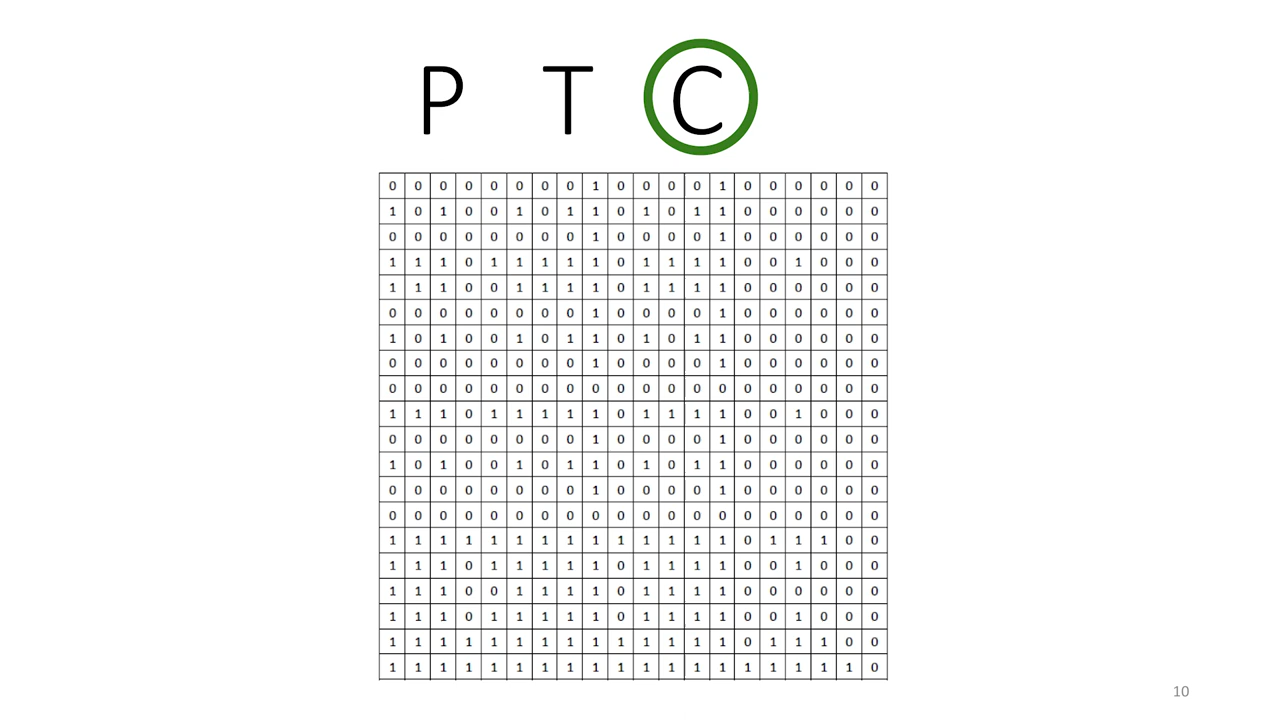 P T C
0 0 0 0 0 0 0 0 1 0 0 0 0 1 0 0 0 0 0 0
1 0 1 0 0 1 0 1 1 0 1 0 1 1 0 0 0 0 0 0
0 0 0 0 0 0 0 0 1 0 0 0 0 1 0 0 0 0 0 0
1 1 1 0 1 1 1 1 1 0 1 1 1 1 0 0 1 0 0 0
1 1 1 0 0 1 1 1 1 0 1 1 1 1 0 0 0 0 0 0
0 0 0 0 0 0 0 0 1 0 0 0 0 1 0 0 0 0 0 0
1 0 1 0 0 1 0 1 1 0 1 0 1 1 0 0 0 0 0 0
0 0 0 0 0 0 0 0 1 0 0 0 0 1 0 0 0 0 0 0
0 0 0 0 0 0 0 0 0 0 0 0 0 0 0 0 0 0 0 0
1 1 1 0 1 1 1 1 1 0 1 1 1 1 0 0 1 0 0 0
0 0 0 0 0 0 0 0 1 0 0 0 0 1 0 0 0 0 0 0
1 0 1 0 0 1 0 1 1 0 1 0 1 1 0 0 0 0 0 0
0 0 0 0 0 0 0 0 1 0 0 0 0 1 0 0 0 0 0 0
0 0 0 0 0 0 0 0 0 0 0 0 0 0 0 0 0 0 0 0
1 1 1 1 1 1 1 1 1 1 1 1 1 1 0 1 1 1 0 0
1 1 1 0 1 1 1 1 1 0 1 1 1 1 0 0 1 0 0 0
1 1 1 0 0 1 1 1 1 0 1 1 1 1 0 0 0 0 0 0
1 1 1 0 1 1 1 1 1 0 1 1 1 1 0 0 1 0 0 0
1 1 1 1 1 1 1 1 1 1 1 1 1 1 0 1 1 1 0 0
1 1 1 1 1 1 1 1 1 1 1 1 1 1 1 1 1 1 1 0
10